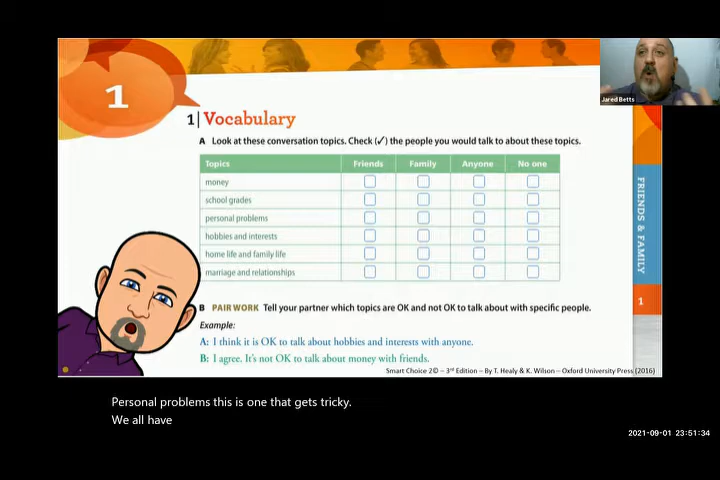 1
Jared Betts
1 Vocabulary
A Look at these conversation topics. Check (✓) the people you would talk to about these topics.
Topics Friends Family Anyone No one
money
school grades
personal problems
hobbies and interests
home life and family life
marriage and relationships
FRIENDS & FAMILY
1
B PAIR WORK Tell your partner which topics are OK and not OK to talk about with specific people.
Example:
A: I think it is OK to talk about hobbies and interests with anyone.
B: I agree. It's not OK to talk about money with friends.
Smart Choice 2© – 3rd Edition – By T. Healy & K. Wilson – Oxford University Press (2016)
Personal problems this is one that gets tricky.
We all have
2021-09-01 23:51:34